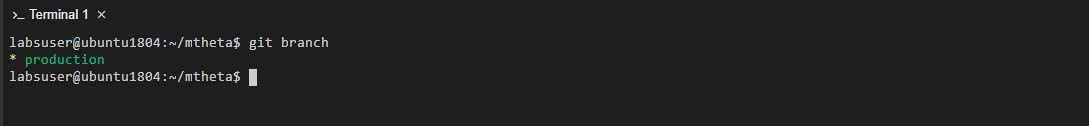 >_ Terminal 1 ×
labsuser@ubuntu1804:~/mtheta$ git branch
* production
labsuser@ubuntu1804:~/mtheta$